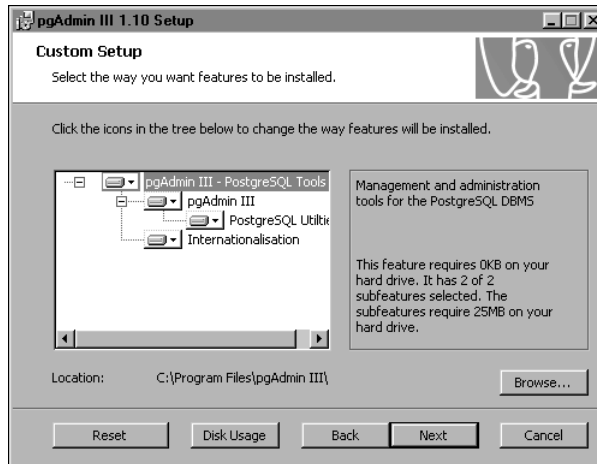 pgAdmin III 1.10 Setup
Custom Setup
Select the way you want features to be installed.
Click the icons in the tree below to change the way features will be installed.
pgAdmin III - PostgreSQL Tools
pgAdmin III
PostgreSQL Utiltie
Internationalisation
Management and administration
tools for the PostgreSQL DBMS
This feature requires 0KB on your
hard drive. It has 2 of 2
subfeatures selected. The
subfeatures require 25MB on your
hard drive.
Location: C:\Program Files\pgAdmin III\
Browse...
Reset Disk Usage Back Next Cancel